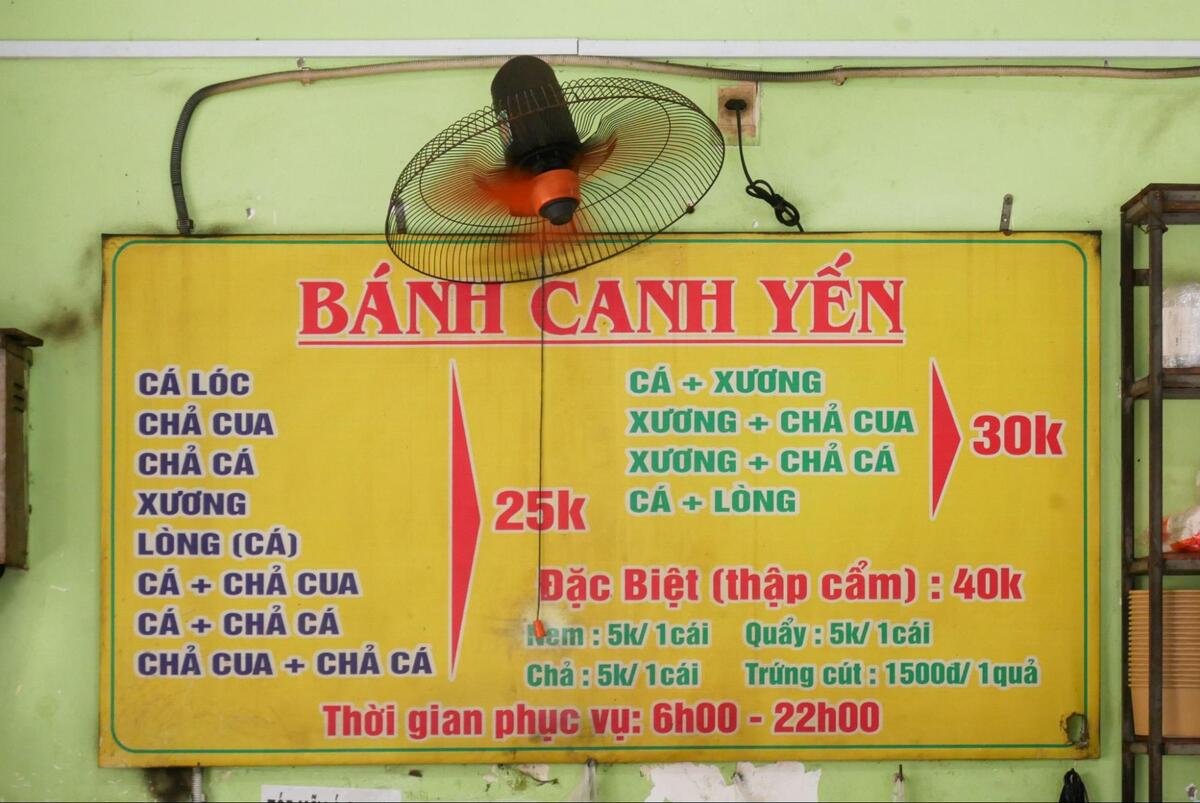 BÁNH CANH YẾN
CÁ LÓC
CHẢ CUA
CHẢ CÁ
XƯƠNG
LÒNG (CÁ)
CÁ + CHẢ CUA
CÁ + CHẢ CÁ
CHẢ CUA + CHẢ CÁ
25k
CÁ + XƯƠNG
XƯƠNG + CHẢ CUA
XƯƠNG + CHẢ CÁ
CÁ + LÒNG
30k
Đặc Biệt (thập cẩm) : 40k
Nem : 5k/ 1cái
Quẩy : 5k/ 1cái
Chả : 5k/ 1cái
Trứng cút : 1500đ/ 1quả
Thời gian phục vụ: 6h00 - 22h00